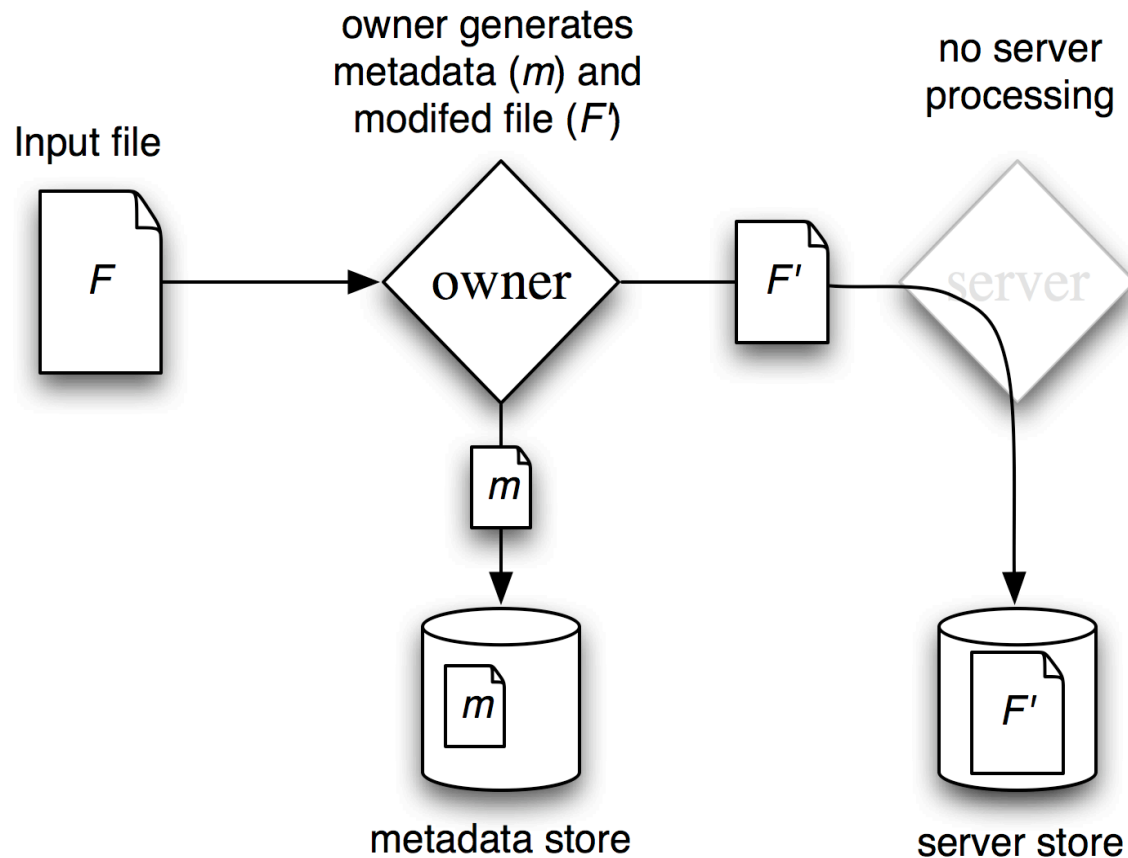 owner generates
metadata (m) and
modifed file (F')
no server
processing
Input file
F
owner
F'
server
m
m
F'
metadata store
server store